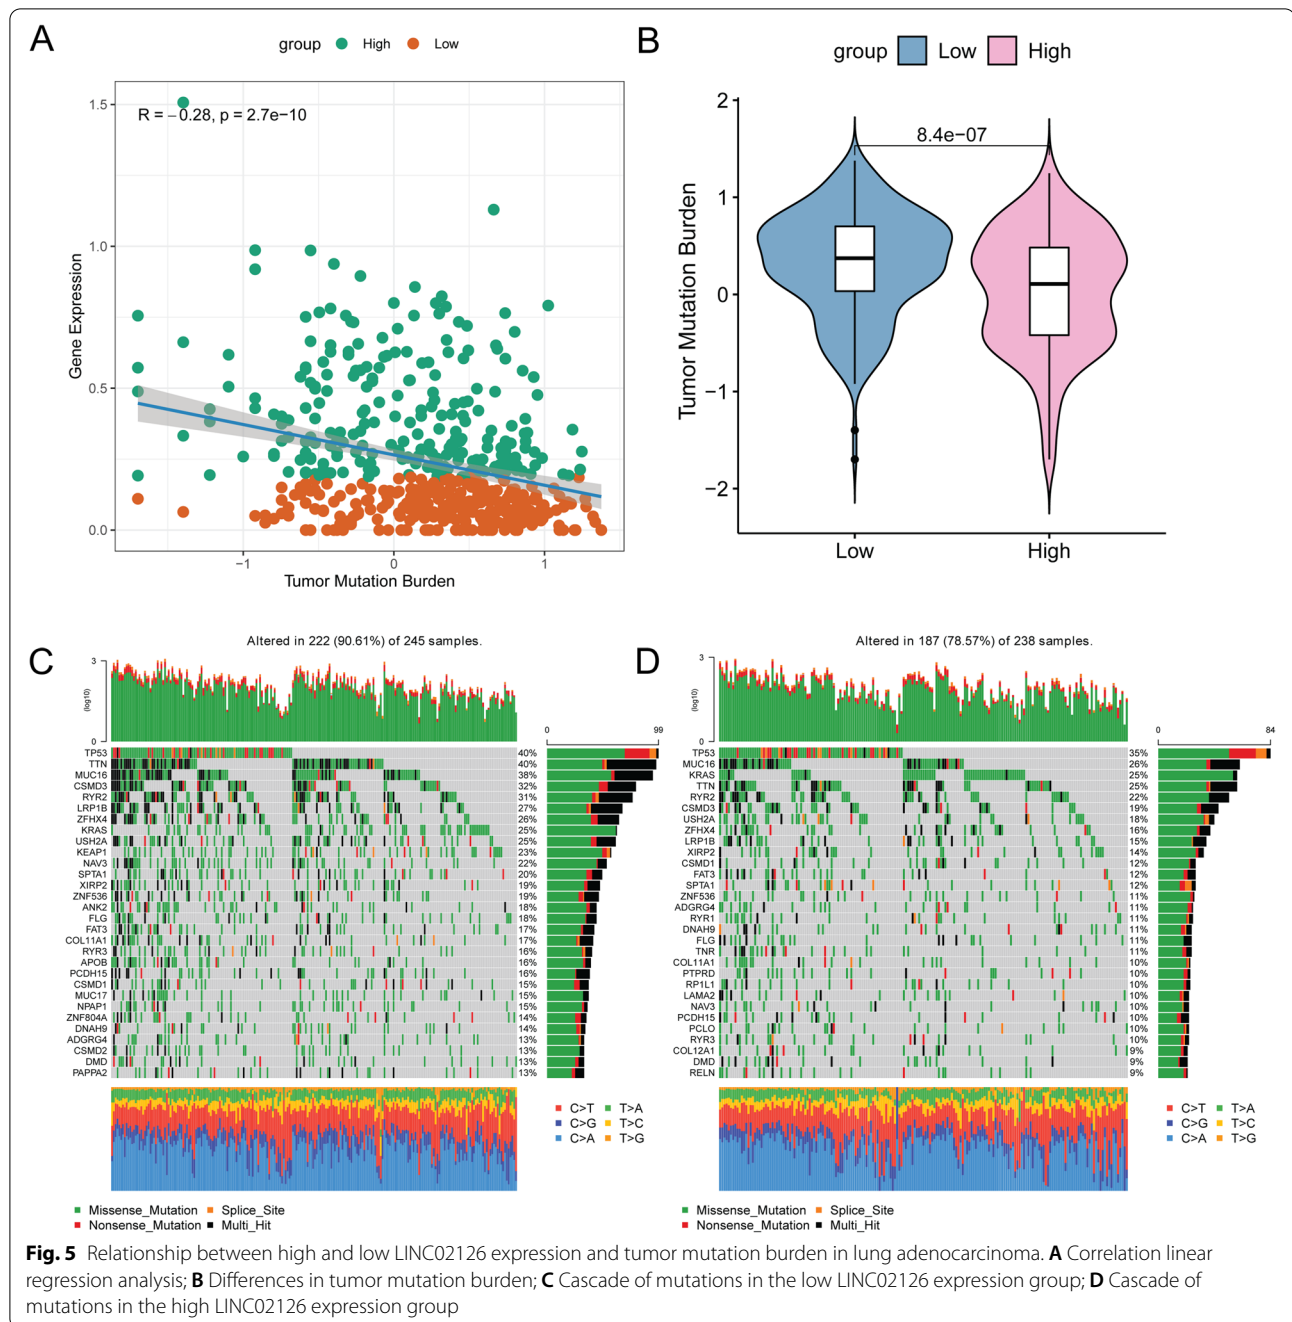 A
group High Low
R = −0.28, p = 2.7e−10
1.5
1.0
0.5
0.0
Gene Expression
−1 0 1
Tumor Mutation Burden
B
group Low High
8.4e−07
2
1
0
−1
−2
Tumor Mutation Burden
Low High
C
Altered in 222 (90.61%) of 245 samples.
3
(log10)
0
0 99
TP53 40%
TTN 40%
MUC16 38%
CSMD3 32%
RYR2 31%
LRP1B 27%
ZFHX4 26%
KRAS 25%
USH2A 25%
KEAP1 23%
NAV3 22%
SPTA1 20%
XIRP2 19%
ZNF536 19%
ANK2 18%
FLG 18%
FAT3 17%
COL11A1 17%
RYR3 16%
APOB 16%
PCDH15 16%
CSMD1 15%
MUC17 15%
NPAP1 15%
ZNF804A 14%
DNAH9 14%
ADGRG4 13%
CSMD2 13%
DMD 13%
PAPPA2 13%
C>T T>A
C>G T>C
C>A T>G
Missense_Mutation Splice_Site
Nonsense_Mutation Multi_Hit
D
Altered in 187 (78.57%) of 238 samples.
3
(log10)
0
0 84
TP53 35%
MUC16 26%
KRAS 25%
TTN 25%
RYR2 22%
CSMD3 19%
USH2A 18%
ZFHX4 16%
LRP1B 15%
XIRP2 14%
CSMD1 12%
FAT3 12%
SPTA1 12%
ZNF536 11%
ADGRG4 11%
RYR1 11%
DNAH9 11%
FLG 11%
TNR 11%
COL11A1 10%
PTPRD 10%
RP1L1 10%
LAMA2 10%
NAV3 10%
PCDH15 10%
PCLO 10%
RYR3 10%
COL12A1 9%
DMD 9%
RELN 9%
C>T T>A
C>G T>C
C>A T>G
Missense_Mutation Splice_Site
Nonsense_Mutation Multi_Hit
Fig. 5 Relationship between high and low LINC02126 expression and tumor mutation burden in lung adenocarcinoma. A Correlation linear
regression analysis; B Differences in tumor mutation burden; C Cascade of mutations in the low LINC02126 expression group; D Cascade of
mutations in the high LINC02126 expression group